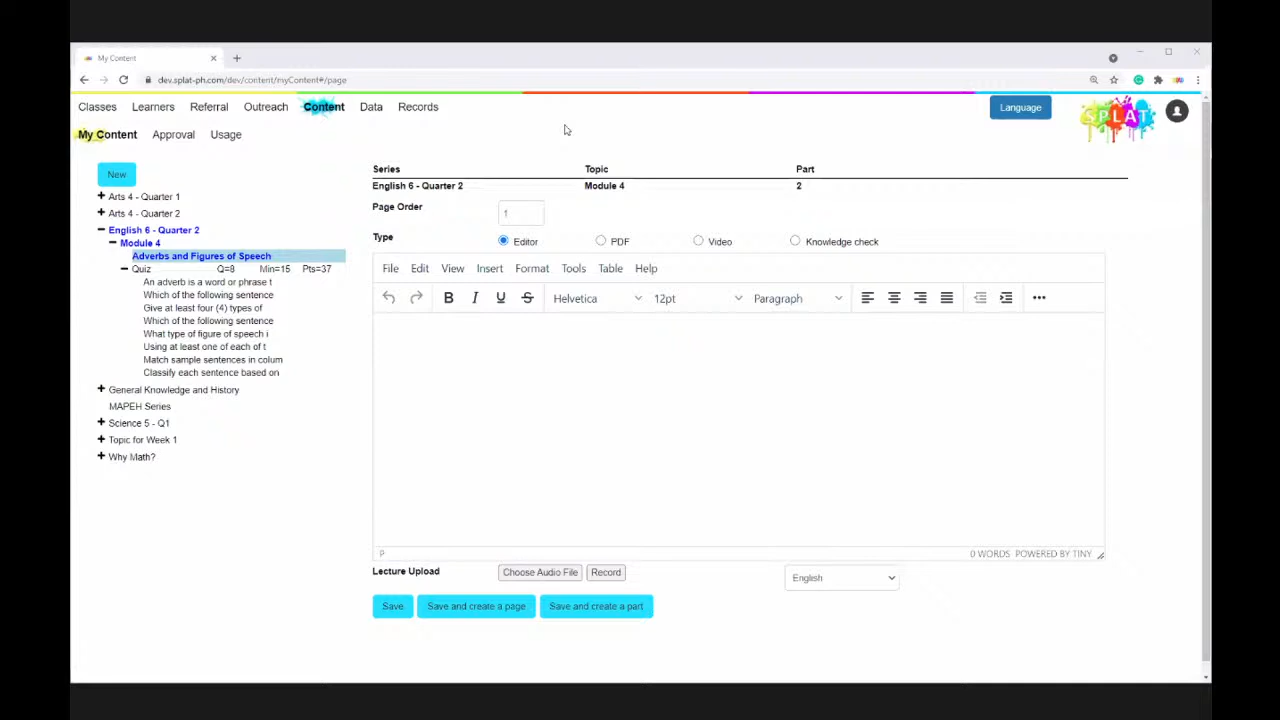 My Content
dev.splat-ph.com/dev/content/myContent#/page
Classes Learners Referral Outreach Content Data Records Language SPLAT
My Content Approval Usage
New
Arts 4 - Quarter 1
Arts 4 - Quarter 2
English 6 - Quarter 2
Module 4
Adverbs and Figures of Speech
Quiz Q=8 Min=15 Pts=37
An adverb is a word or phrase t
Which of the following sentence
Give at least four (4) types of
Which of the following sentence
What type of figure of speech i
Using at least one of each of t
Match sample sentences in colum
Classify each sentence based on
General Knowledge and History
MAPEH Series
Science 5 - Q1
Topic for Week 1
Why Math?
Series Topic Part
English 6 - Quarter 2 Module 4 2
Page Order 1
Type Editor PDF Video Knowledge check
File Edit View Insert Format Tools Table Help
B I U S Helvetica 12pt Paragraph
P 0 WORDS POWERED BY TINY
Lecture Upload Choose Audio File Record English
Save Save and create a page Save and create a part